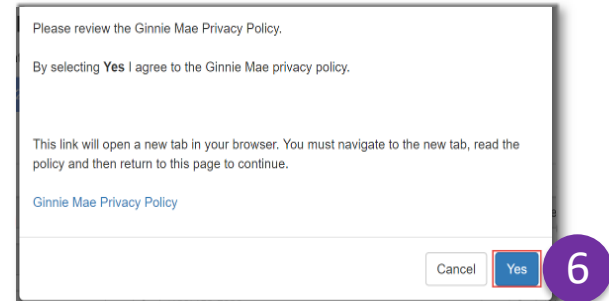 Please review the Ginnie Mae Privacy Policy.
By selecting Yes I agree to the Ginnie Mae privacy policy.
This link will open a new tab in your browser. You must navigate to the new tab, read the
policy and then return to this page to continue.
Ginnie Mae Privacy Policy
Cancel Yes 6